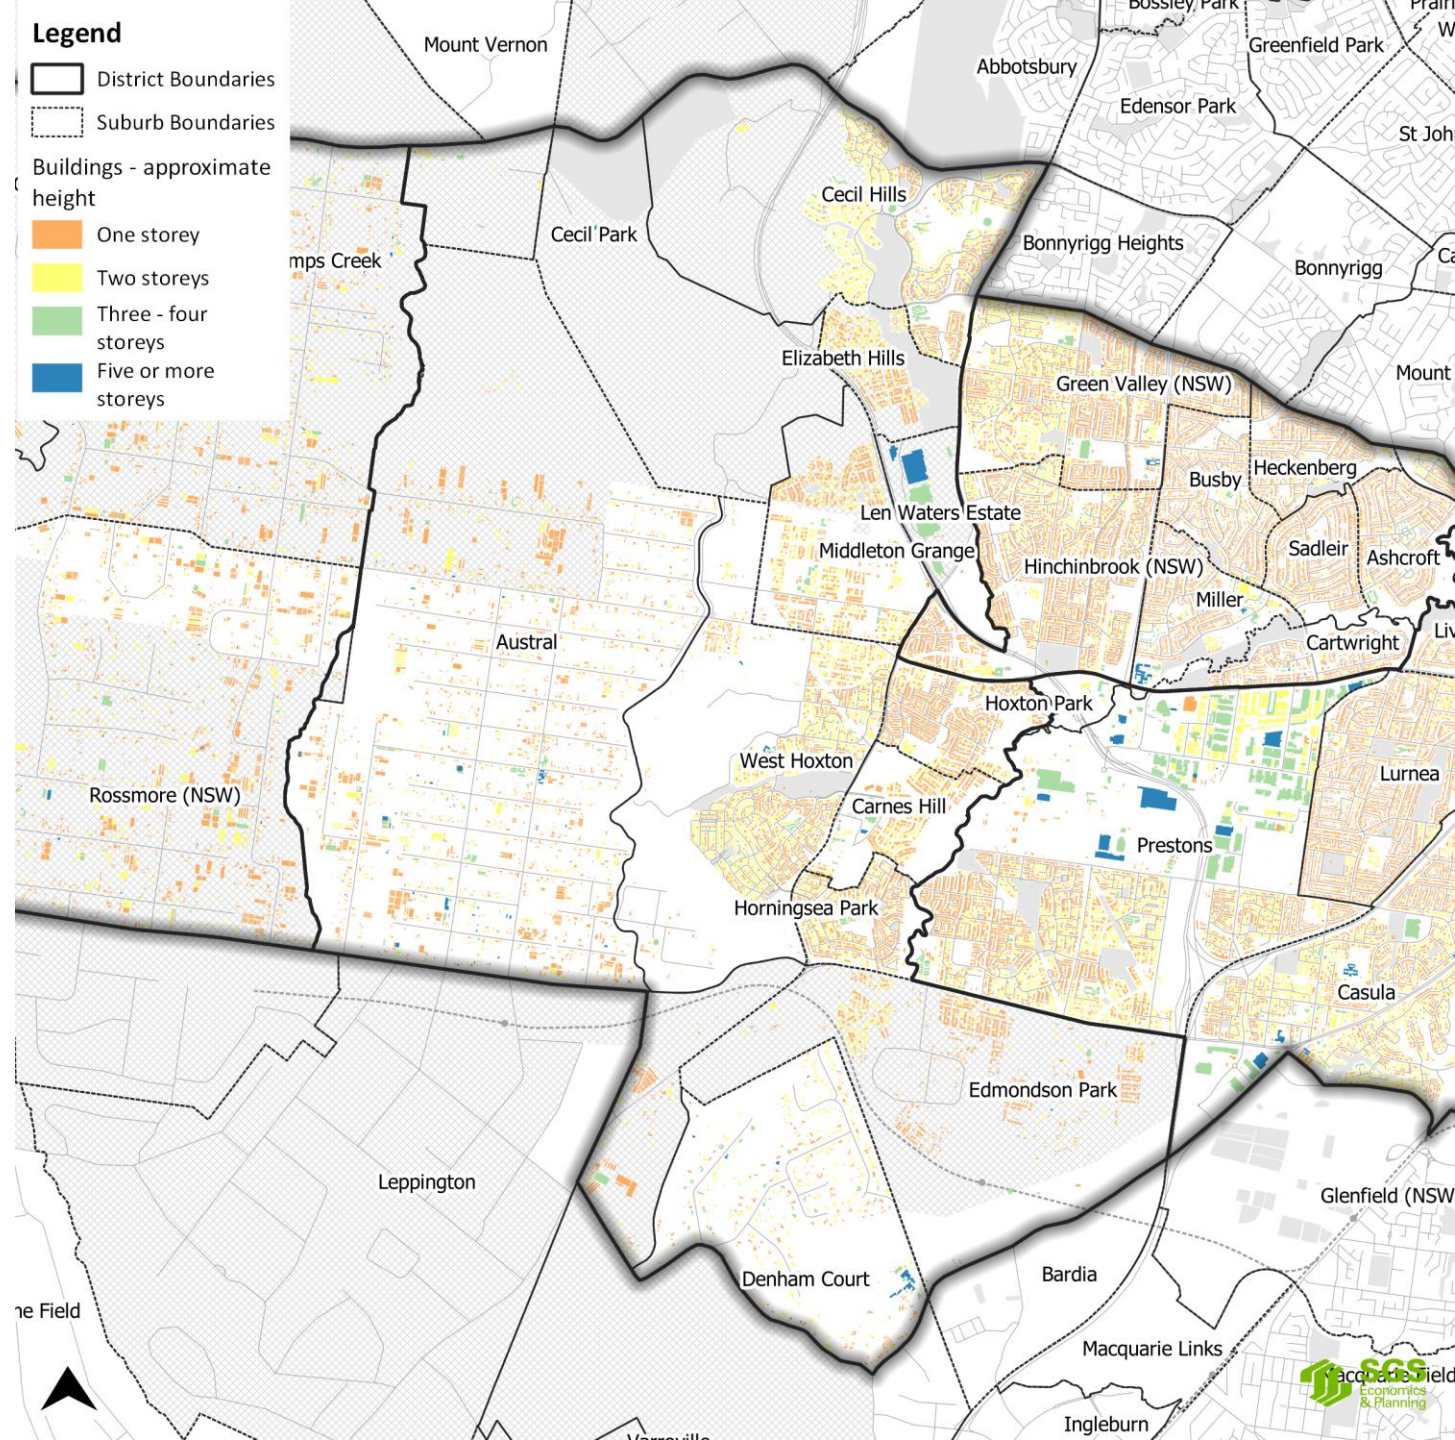 Legend
District Boundaries
Suburb Boundaries
Buildings - approximate
height
One storey
Two storeys
Three - four
storeys
Five or more
storeys
Mount Vernon
Bossley Park
Greenfield Park
Abbotsbury
Edensor Park
St Joh
Cecil Hills
Cecil Park
Bonnyrigg Heights
Bonnyrigg
Ca
mps Creek
Elizabeth Hills
Green Valley (NSW)
Mount
Heckenberg
Busby
Len Waters Estate
Middleton Grange
Hinchinbrook (NSW)
Sadleir
Ashcroft
Miller
Austral
Cartwright
Liv
Hoxton Park
West Hoxton
Lurnea
Rossmore (NSW)
Carnes Hill
Prestons
Horningsea Park
Casula
Edmondson Park
Leppington
Glenfield (NSW
Denham Court
Bardia
ne Field
Macquarie Links
SGS
Economics
& Planning
Ingleburn